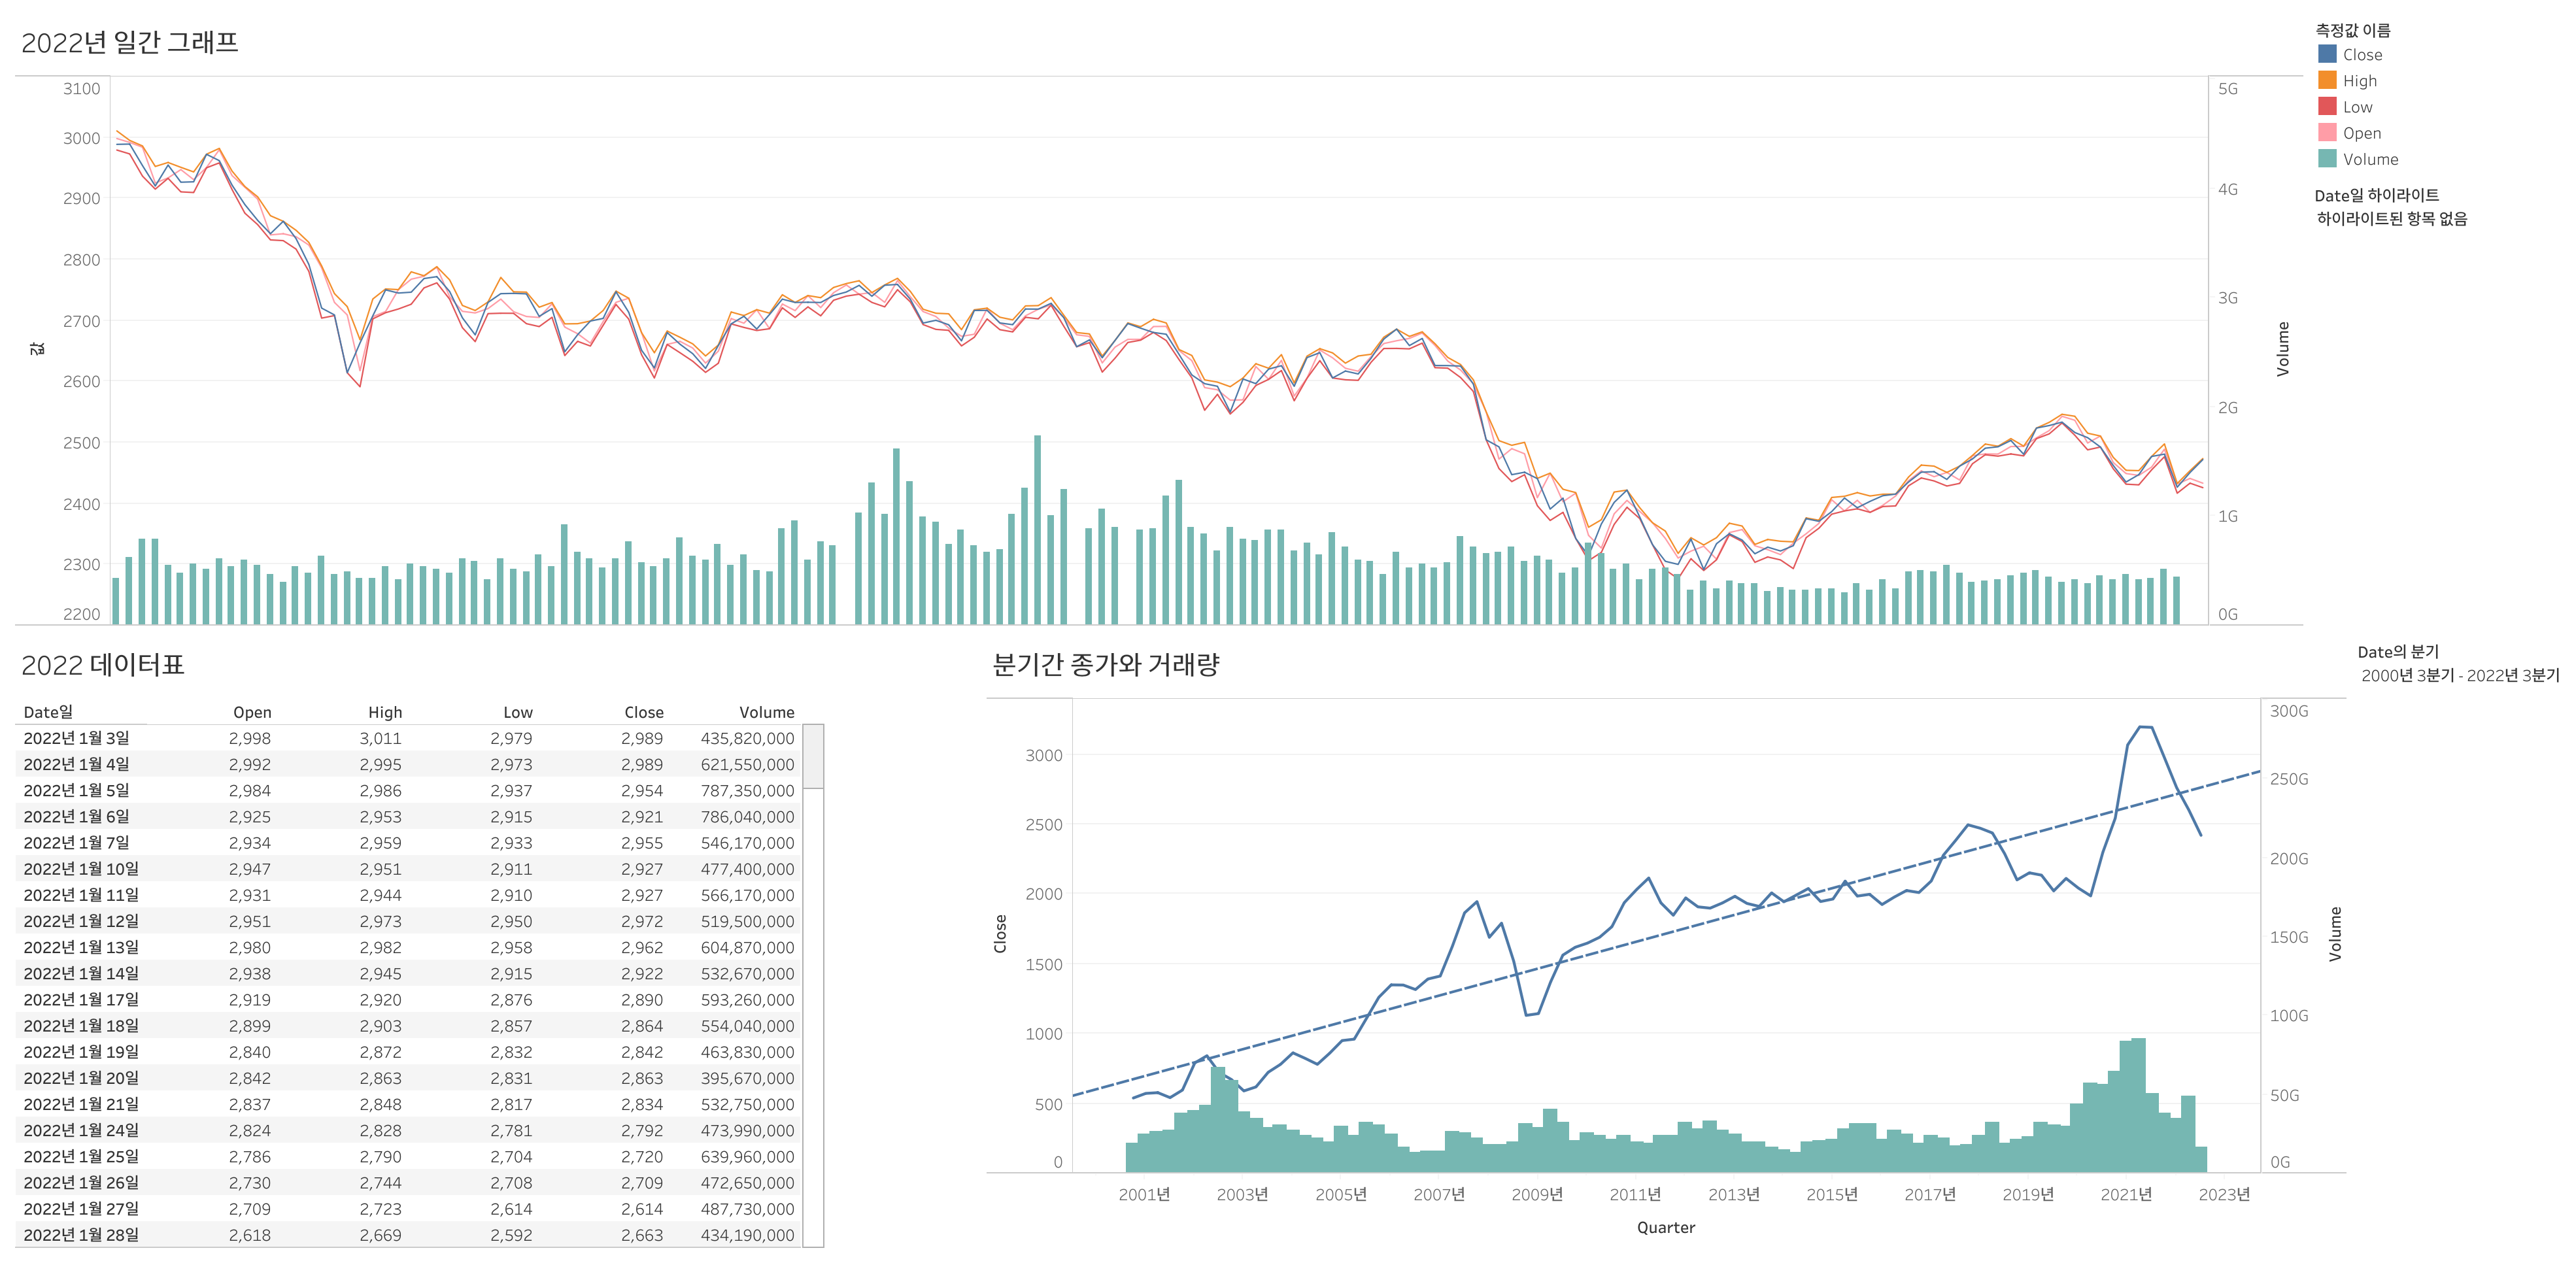 2022년 일간 그래프
3100
3000
2900
2800
2700
2600
2500
2400
2300
2200
값
5G
4G
3G
2G
1G
0G
Volume
측정값 이름
Close
High
Low
Open
Volume
Date일 하이라이트
하이라이트된 항목 없음
2022 데이터표
Date일 Open High Low Close Volume
2022년 1월 3일 2,998 3,011 2,979 2,989 435,820,000
2022년 1월 4일 2,992 2,995 2,973 2,989 621,550,000
2022년 1월 5일 2,984 2,986 2,937 2,954 787,350,000
2022년 1월 6일 2,925 2,953 2,915 2,921 786,040,000
2022년 1월 7일 2,934 2,959 2,933 2,955 546,170,000
2022년 1월 10일 2,947 2,951 2,911 2,927 477,400,000
2022년 1월 11일 2,931 2,944 2,910 2,927 566,170,000
2022년 1월 12일 2,951 2,973 2,950 2,972 519,500,000
2022년 1월 13일 2,980 2,982 2,958 2,962 604,870,000
2022년 1월 14일 2,938 2,945 2,915 2,922 532,670,000
2022년 1월 17일 2,919 2,920 2,876 2,890 593,260,000
2022년 1월 18일 2,899 2,903 2,857 2,864 554,040,000
2022년 1월 19일 2,840 2,872 2,832 2,842 463,830,000
2022년 1월 20일 2,842 2,863 2,831 2,863 395,670,000
2022년 1월 21일 2,837 2,848 2,817 2,834 532,750,000
2022년 1월 24일 2,824 2,828 2,781 2,792 473,990,000
2022년 1월 25일 2,786 2,790 2,704 2,720 639,960,000
2022년 1월 26일 2,730 2,744 2,708 2,709 472,650,000
2022년 1월 27일 2,709 2,723 2,614 2,614 487,730,000
2022년 1월 28일 2,618 2,669 2,592 2,663 434,190,000
분기간 종가와 거래량
3000
2500
2000
1500
1000
500
0
Close
300G
250G
200G
150G
100G
50G
0G
Volume
2001년 2003년 2005년 2007년 2009년 2011년 2013년 2015년 2017년 2019년 2021년 2023년
Quarter
Date의 분기
2000년 3분기 - 2022년 3분기